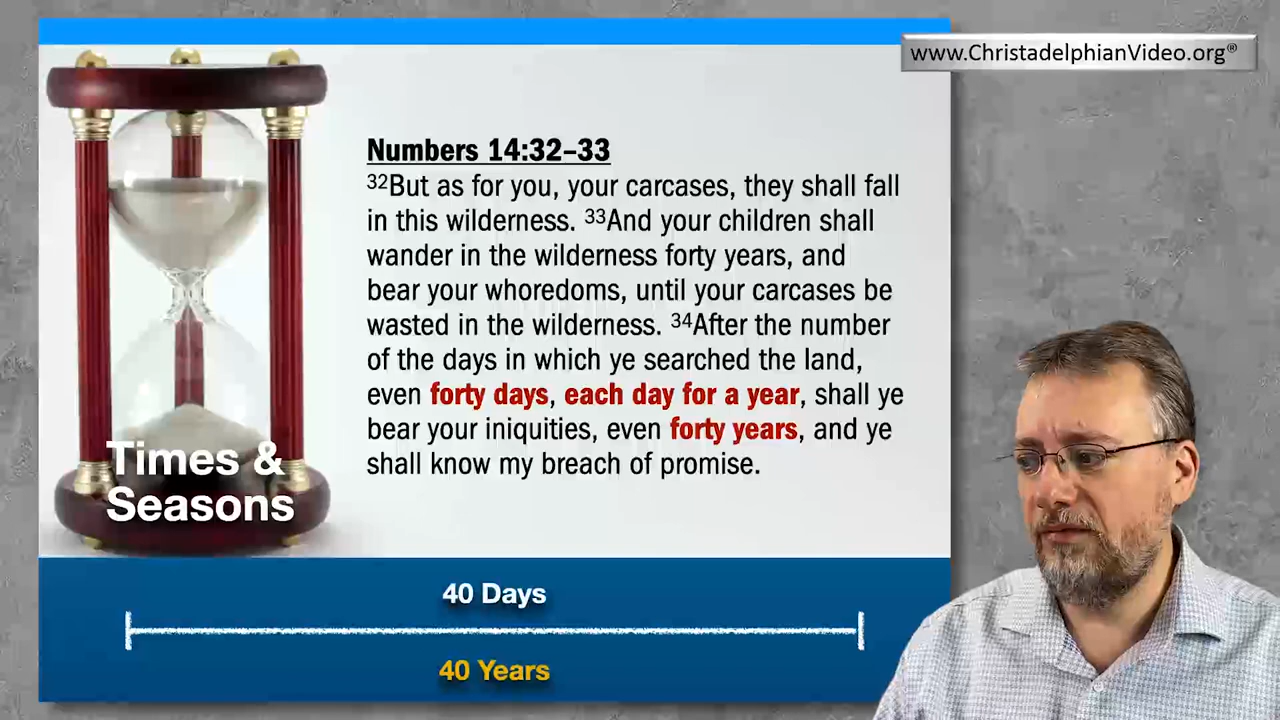 www.ChristadelphianVideo.org®
Numbers 14:32–33
³²But as for you, your carcases, they shall fall
in this wilderness. ³³And your children shall
wander in the wilderness forty years, and
bear your whoredoms, until your carcases be
wasted in the wilderness. ³⁴After the number
of the days in which ye searched the land,
even forty days, each day for a year, shall ye
bear your iniquities, even forty years, and ye
shall know my breach of promise.
Times &
Seasons
40 Days
40 Years